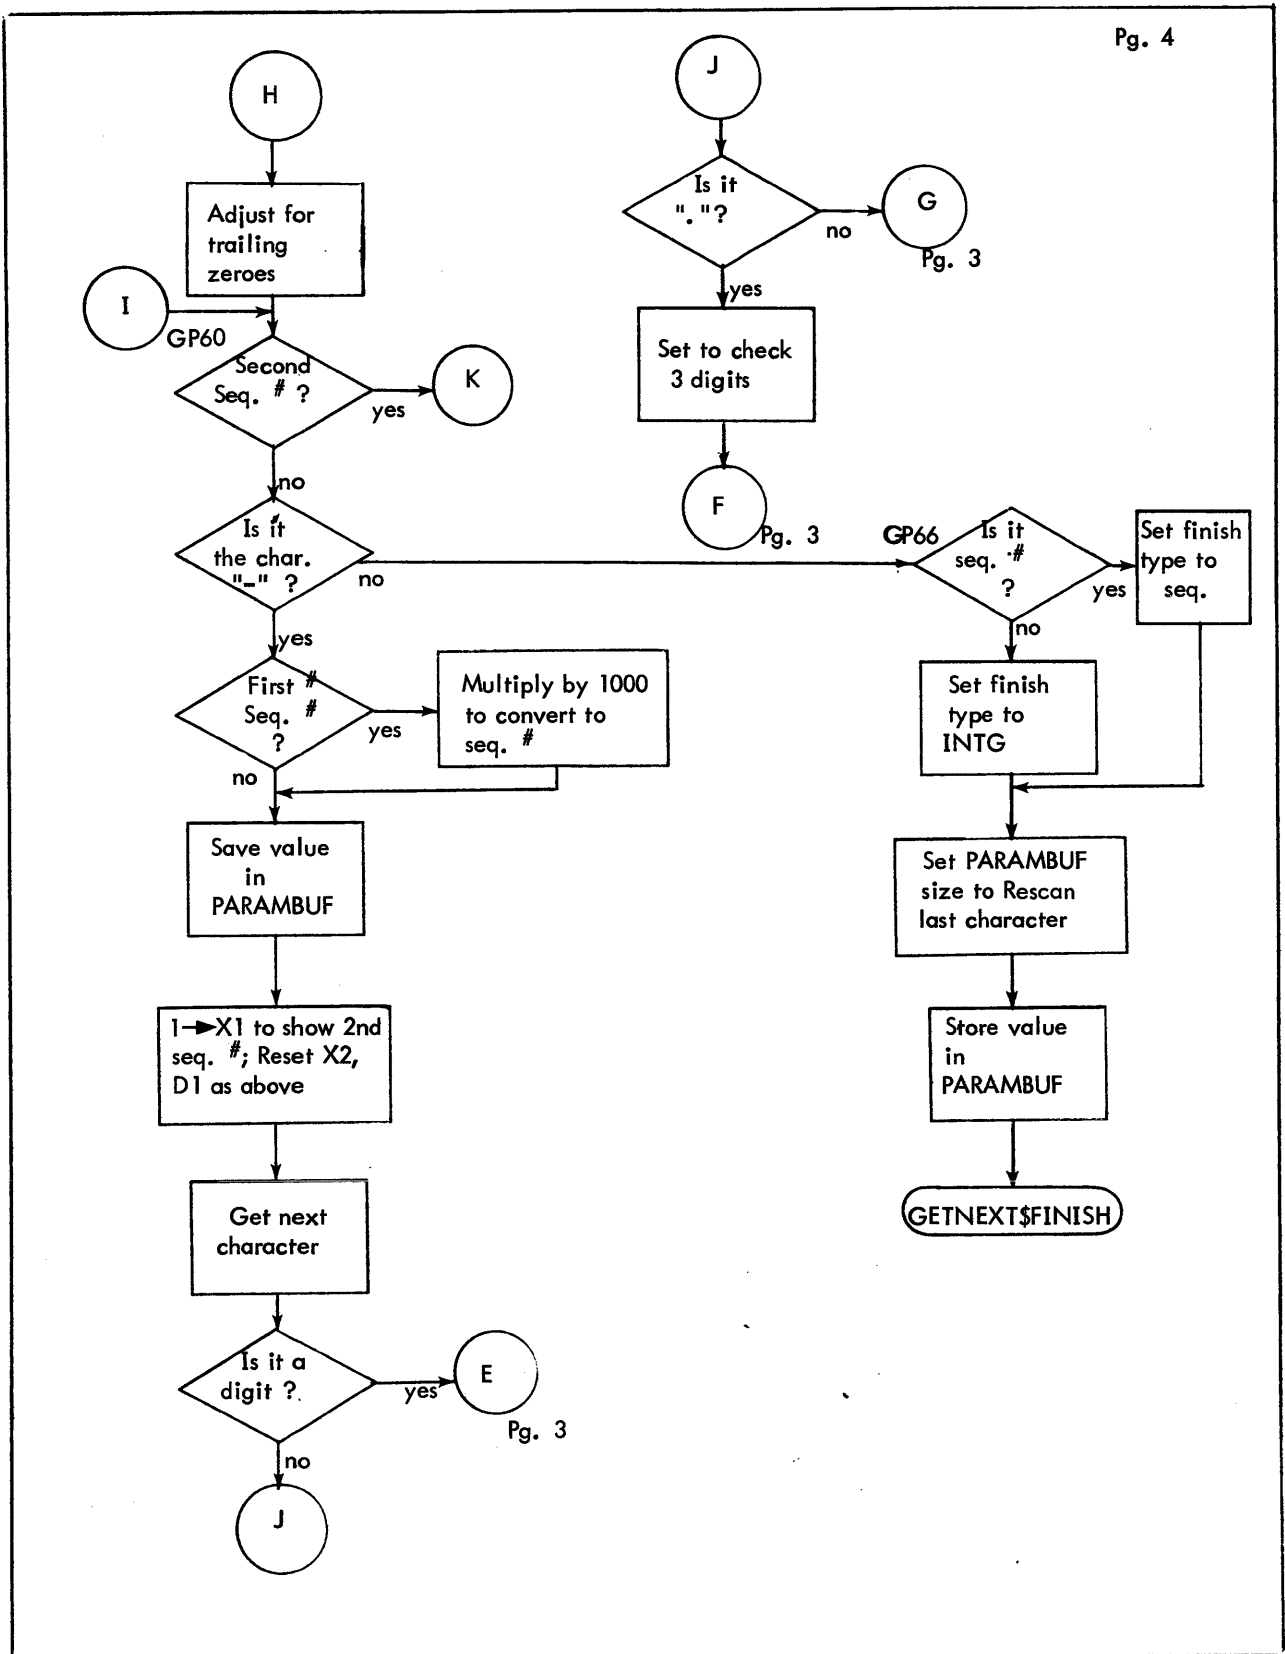 Pg. 4
H
Adjust for
trailing
zeroes
I
GP60
Second
Seq. # ?
yes
K
no
Is it
the char.
"-" ?
no
yes
First #
Seq. #
?
yes
Multiply by 1000
to convert to
seq. #
no
Save value
in
PARAMBUF
1→X1 to show 2nd
seq. #; Reset X2,
D1 as above
Get next
character
Is it a
digit ?
yes
E
Pg. 3
no
J
J
Is it
"."?
no
G
Pg. 3
yes
Set to check
3 digits
F
Pg. 3
GP66
Is it
seq. #
?
yes
Set finish
type to
seq.
no
Set finish
type to
INTG
Set PARAMBUF
size to Rescan
last character
Store value
in
PARAMBUF
GETNEXT$FINISH